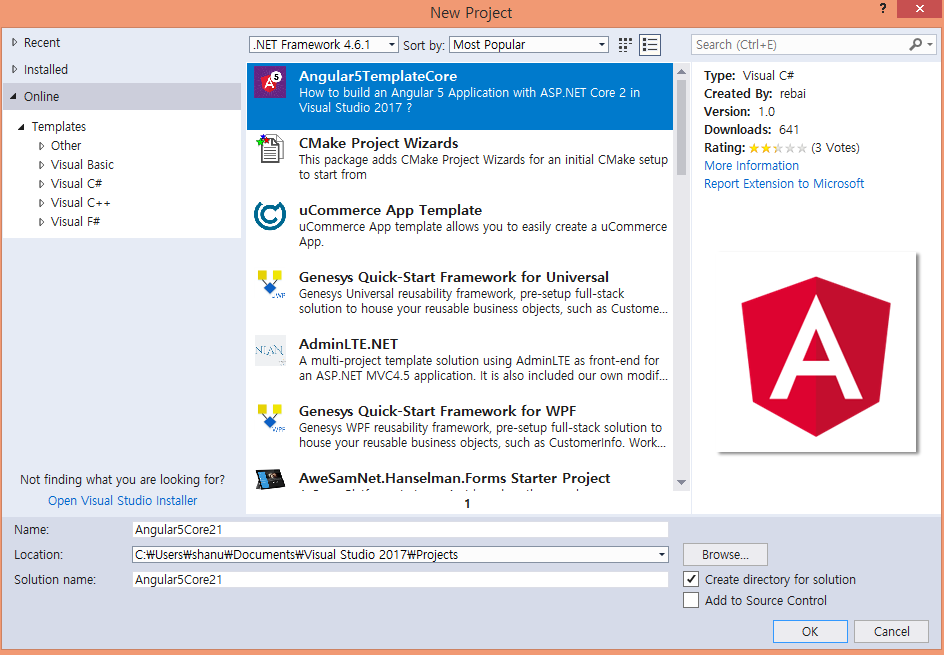 New Project
?
Recent
Installed
Online
Templates
Other
Visual Basic
Visual C#
Visual C++
Visual F#
Not finding what you are looking for?
Open Visual Studio Installer
.NET Framework 4.6.1
Sort by: Most Popular
Search (Ctrl+E)
Angular5TemplateCore
How to build an Angular 5 Application with ASP.NET Core 2 in
Visual Studio 2017 ?
CMake Project Wizards
This package adds CMake Project Wizards for an initial CMake setup
to start from
uCommerce App Template
uCommerce App template allows you to easily create a uCommerce
App.
Genesys Quick-Start Framework for Universal
Genesys Universal reusability framework, pre-setup full-stack
solution to house your reusable business objects, such as Custome...
AdminLTE.NET
A multi-project template solution using AdminLTE as front-end for
an ASP.NET MVC4.5 application. It is also included our own modif...
Genesys Quick-Start Framework for WPF
Genesys WPF reusability framework, pre-setup full-stack solution to
house your reusable business objects, such as CustomerInfo. Work...
AweSamNet.Hanselman.Forms Starter Project
1
Type: Visual C#
Created By: rebai
Version: 1.0
Downloads: 641
Rating: (3 Votes)
More Information
Report Extension to Microsoft
A
Name: Angular5Core21
Location: C:₩Users₩shanu₩Documents₩Visual Studio 2017₩Projects
Browse...
Solution name: Angular5Core21
Create directory for solution
Add to Source Control
OK
Cancel